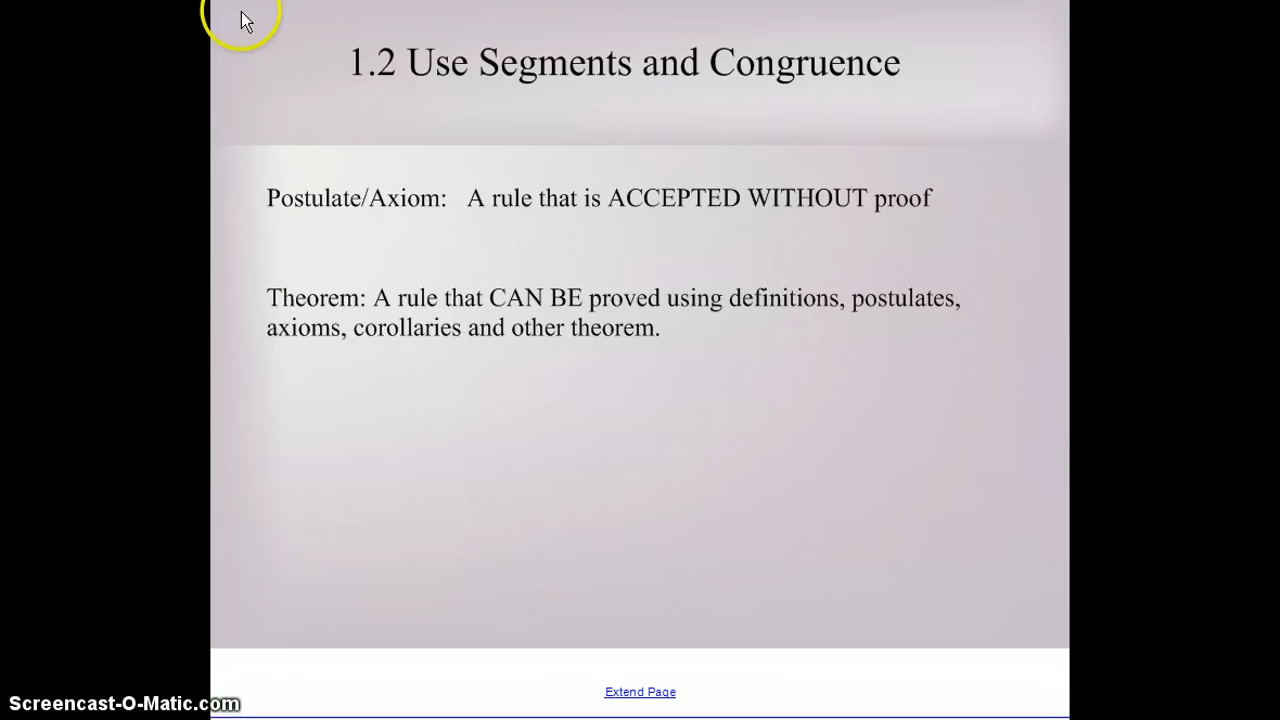 1.2 Use Segments and Congruence
Postulate/Axiom: A rule that is ACCEPTED WITHOUT proof
Theorem: A rule that CAN BE proved using definitions, postulates,
axioms, corollaries and other theorem.
Extend Page
Screencast-O-Matic.com